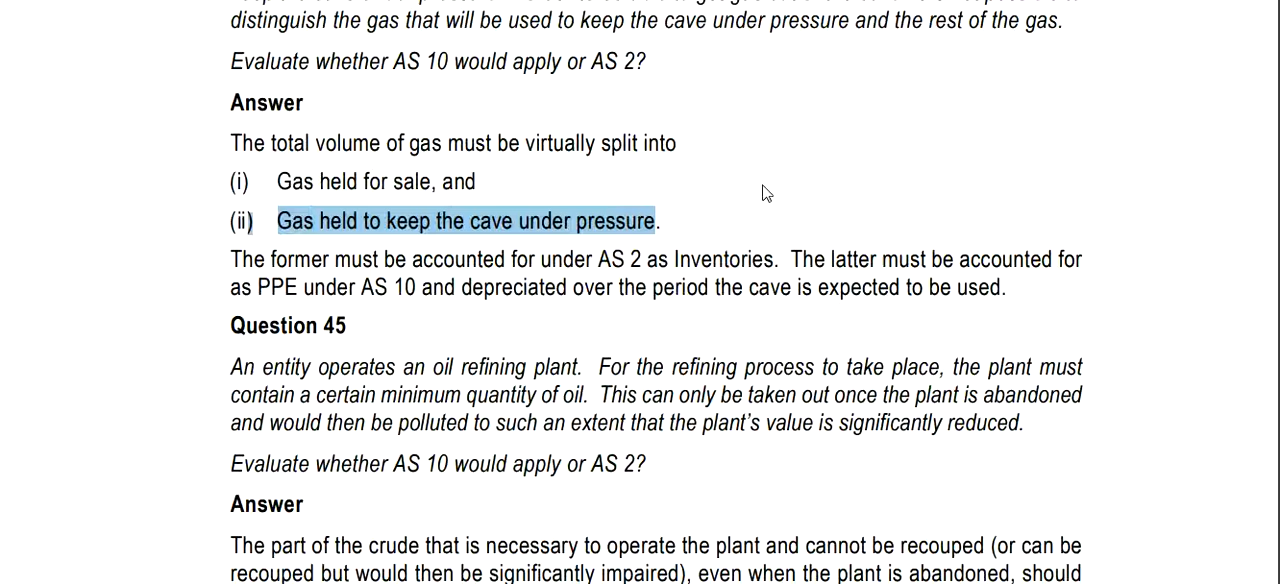 distinguish the gas that will be used to keep the cave under pressure and the rest of the gas.
Evaluate whether AS 10 would apply or AS 2?
Answer
The total volume of gas must be virtually split into
(i) Gas held for sale, and
(ii) Gas held to keep the cave under pressure.
The former must be accounted for under AS 2 as Inventories. The latter must be accounted for
as PPE under AS 10 and depreciated over the period the cave is expected to be used.
Question 45
An entity operates an oil refining plant. For the refining process to take place, the plant must
contain a certain minimum quantity of oil. This can only be taken out once the plant is abandoned
and would then be polluted to such an extent that the plant’s value is significantly reduced.
Evaluate whether AS 10 would apply or AS 2?
Answer
The part of the crude that is necessary to operate the plant and cannot be recouped (or can be
recouped but would then be significantly impaired), even when the plant is abandoned, should